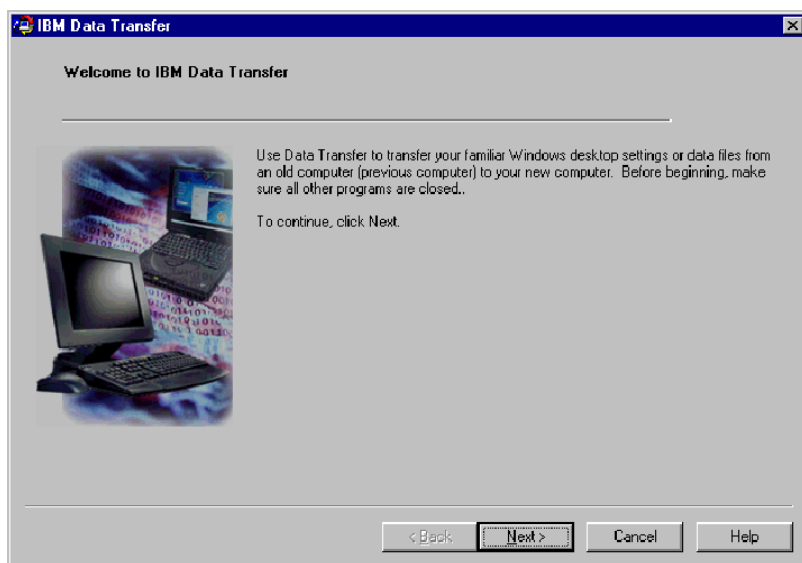 IBM Data Transfer
Welcome to IBM Data Transfer
Use Data Transfer to transfer your familiar Windows desktop settings or data files from
an old computer (previous computer) to your new computer. Before beginning, make
sure all other programs are closed..
To continue, click Next.
< Back
Next >
Cancel
Help